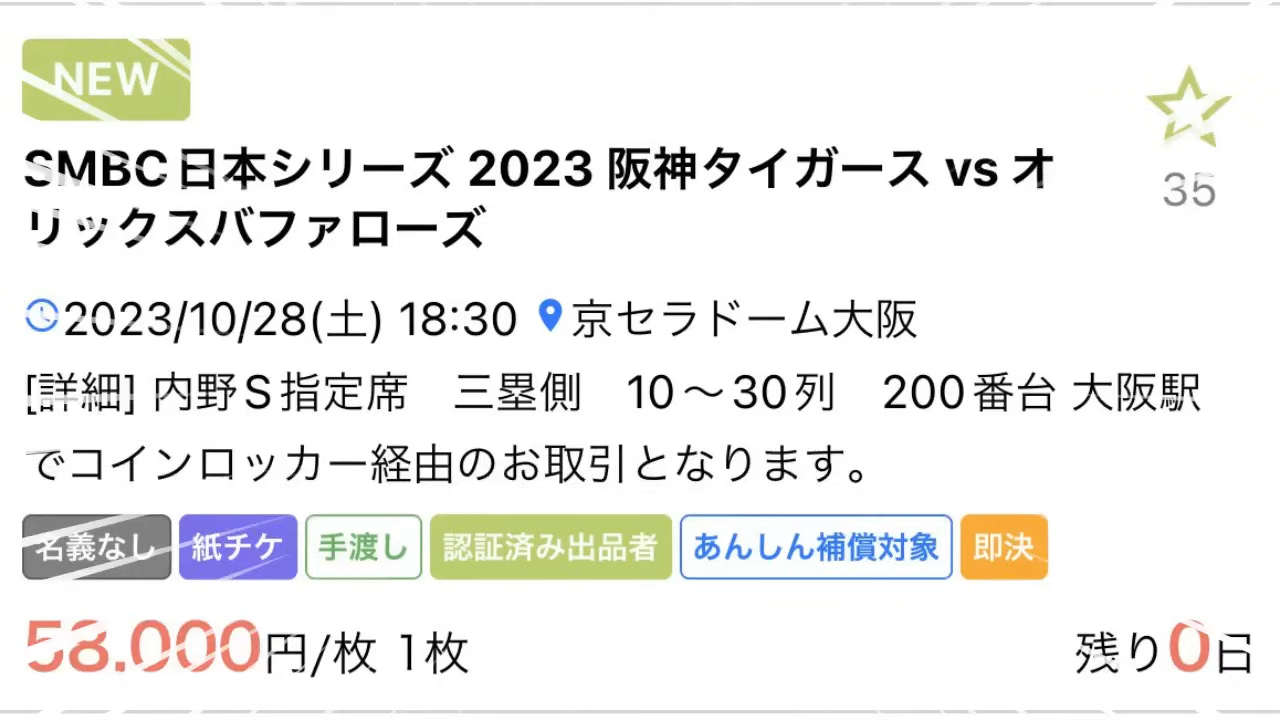 NEW
SMBC日本シリーズ 2023 阪神タイガース vs オ
リックスバファローズ
35
2023/10/28(土) 18:30 京セラドーム大阪
[詳細] 内野S指定席　三塁側　10〜30列　200番台 大阪駅
でコインロッカー経由のお取引となります。
名義なし 紙チケ 手渡し 認証済み出品者 あんしん補償対象 即決
58,000円/枚 1枚 残り0日